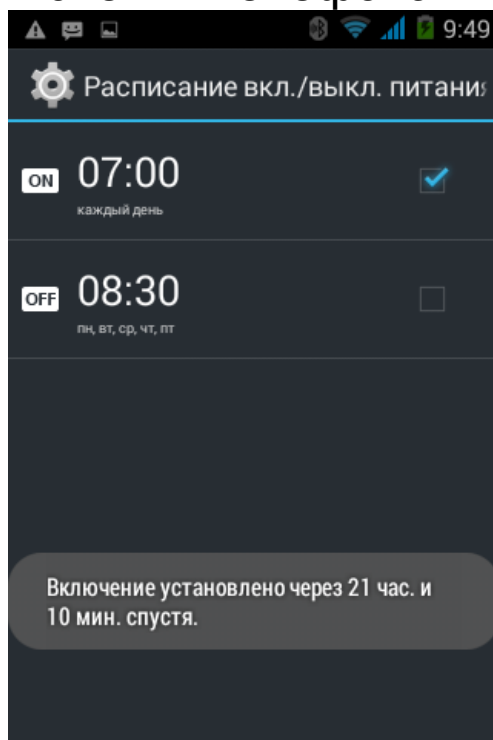 9:49
Расписание вкл./выкл. питани
ON 07:00
каждый день
OFF 08:30
пн, вт, ср, чт, пт
Включение установлено через 21 час. и
10 мин. спустя.